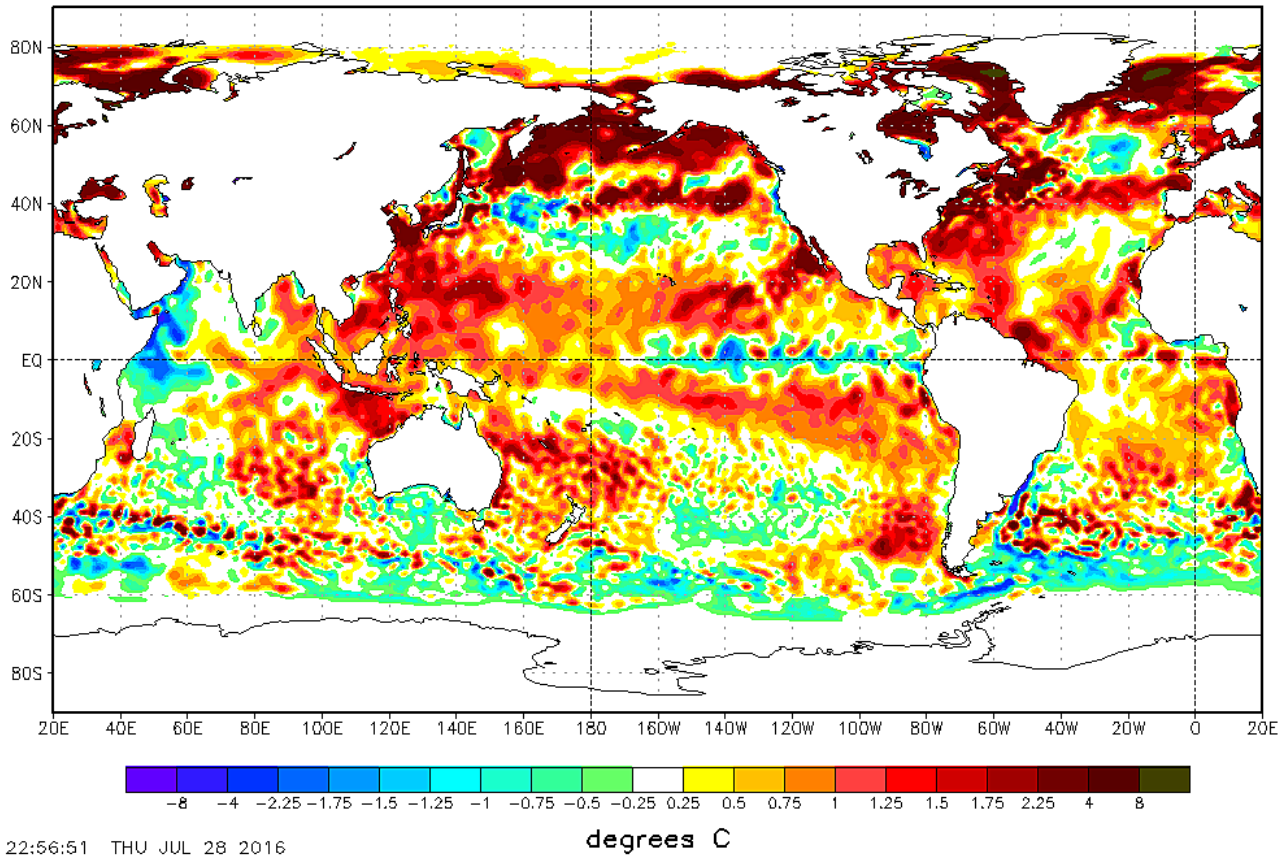 80N
60N
40N
20N
EQ
20S
40S
60S
80S
20E 40E 60E 80E 100E 120E 140E 160E 180 160W 140W 120W 100W 80W 60W 40W 20W 0 20E
-8 -4 -2.25 -1.75 -1.5 -1.25 -1 -0.75 -0.5 -0.25 0.25 0.5 0.75 1 1.25 1.5 1.75 2.25 4 8
degrees C
22:56:51 THU JUL 28 2016